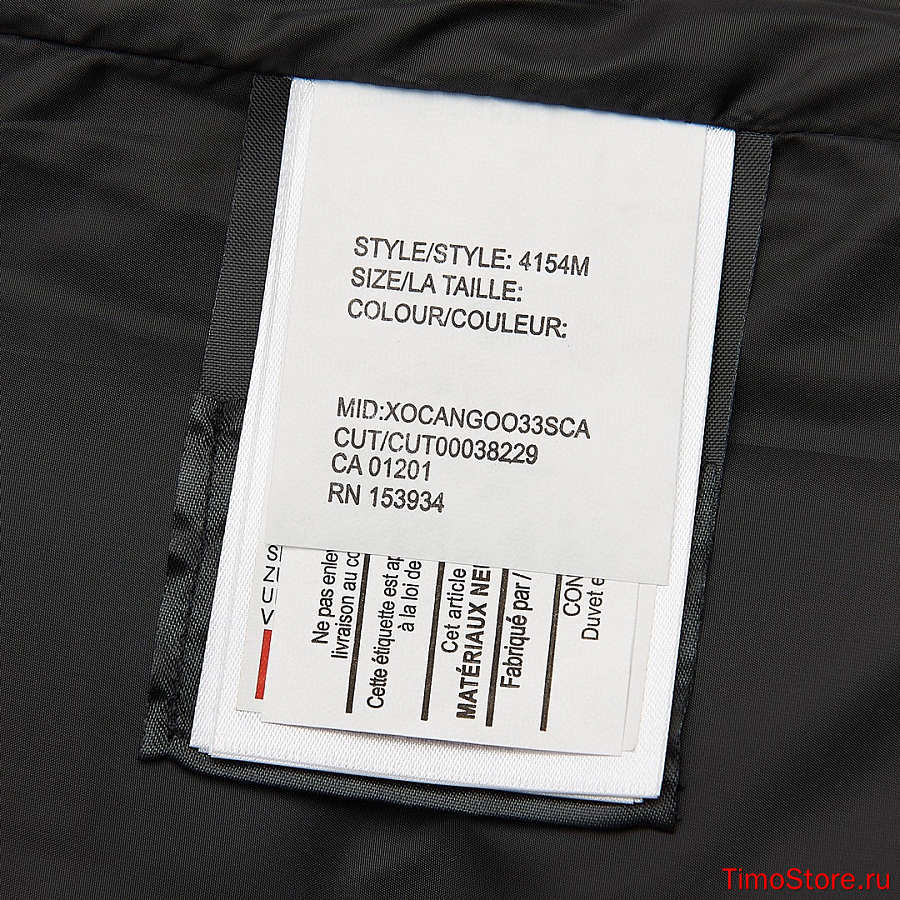 STYLE/STYLE: 4154M
SIZE/LA TAILLE:
COLOUR/COULEUR:
MID:XOCANGOO33SCA
CUT/CUT00038229
CA 01201
RN 153934
Ne pas enle
livraison au co
Cette étiquette est ap
à la loi de
Cet article
MATÉRIAUX NE
Fabriqué par /
CON
Duvet e
TimoStore.ru